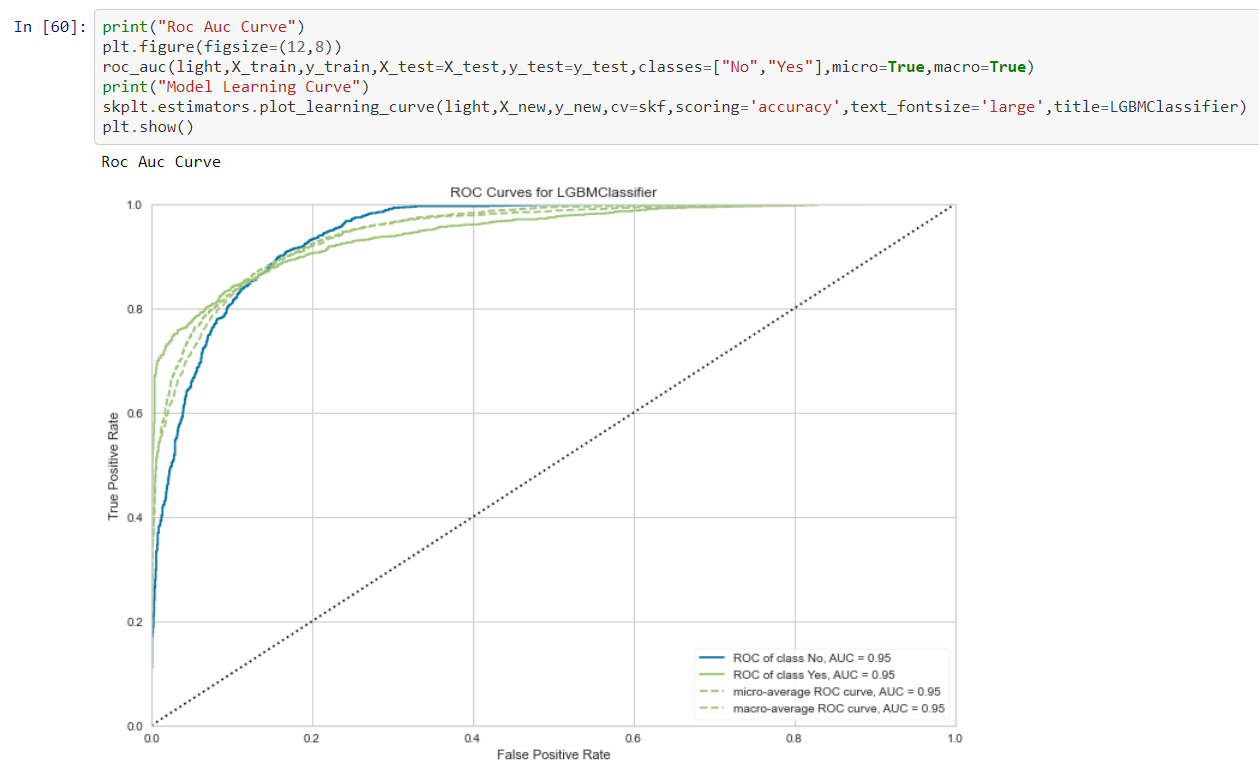 In [60]: print("Roc Auc Curve")
plt.figure(figsize=(12,8))
roc_auc(light,X_train,y_train,X_test=X_test,y_test=y_test,classes=["No","Yes"],micro=True,macro=True)
print("Model Learning Curve")
skplt.estimators.plot_learning_curve(light,X_new,y_new,cv=skf,scoring='accuracy',text_fontsize='large',title=LGBMClassifier)
plt.show()
Roc Auc Curve
ROC Curves for LGBMClassifier
1.0
0.8
0.6
0.4
0.2
0.0
True Positive Rate
ROC of class No, AUC = 0.95
ROC of class Yes, AUC = 0.95
micro-average ROC curve, AUC = 0.95
macro-average ROC curve, AUC = 0.95
0.0 0.2 0.4 0.6 0.8 1.0
False Positive Rate